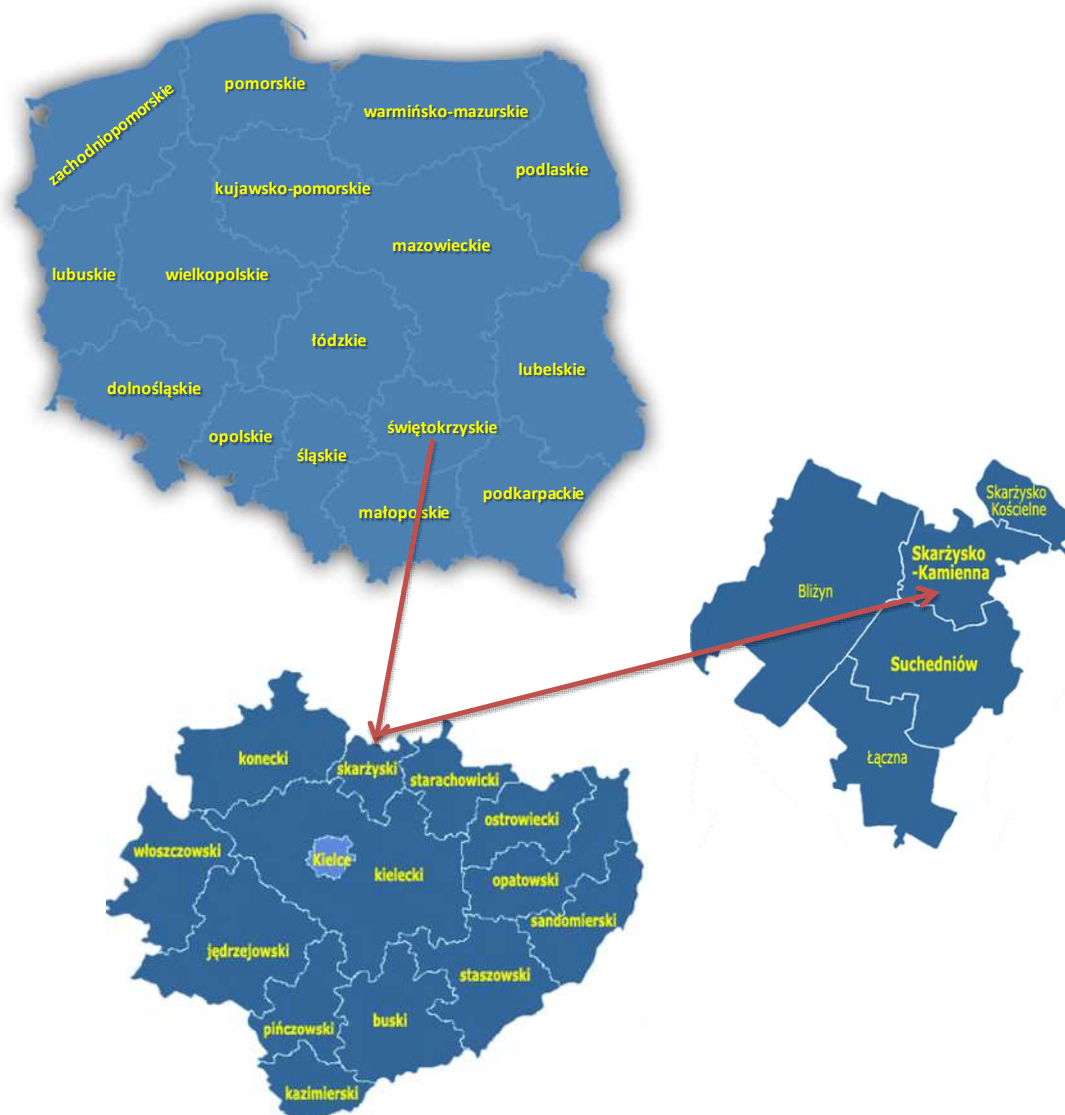 pomorskie
warmińsko-mazurskie
zachodniopomorskie
podlaskie
kujawsko-pomorskie
mazowieckie
lubuskie
wielkopolskie
łódzkie
lubelskie
dolnośląskie
świętokrzyskie
opolskie
śląskie
podkarpackie
małopolskie
Skarżysko
Kościelne
Skarżysko
-Kamienna
Bliżyn
Suchedniów
Łączna
konecki
skarżyski
starachowicki
ostrowiecki
włoszczowski
Kielce
kielecki
opatowski
sandomierski
jędrzejowski
staszowski
pińczowski
buski
kazimierski